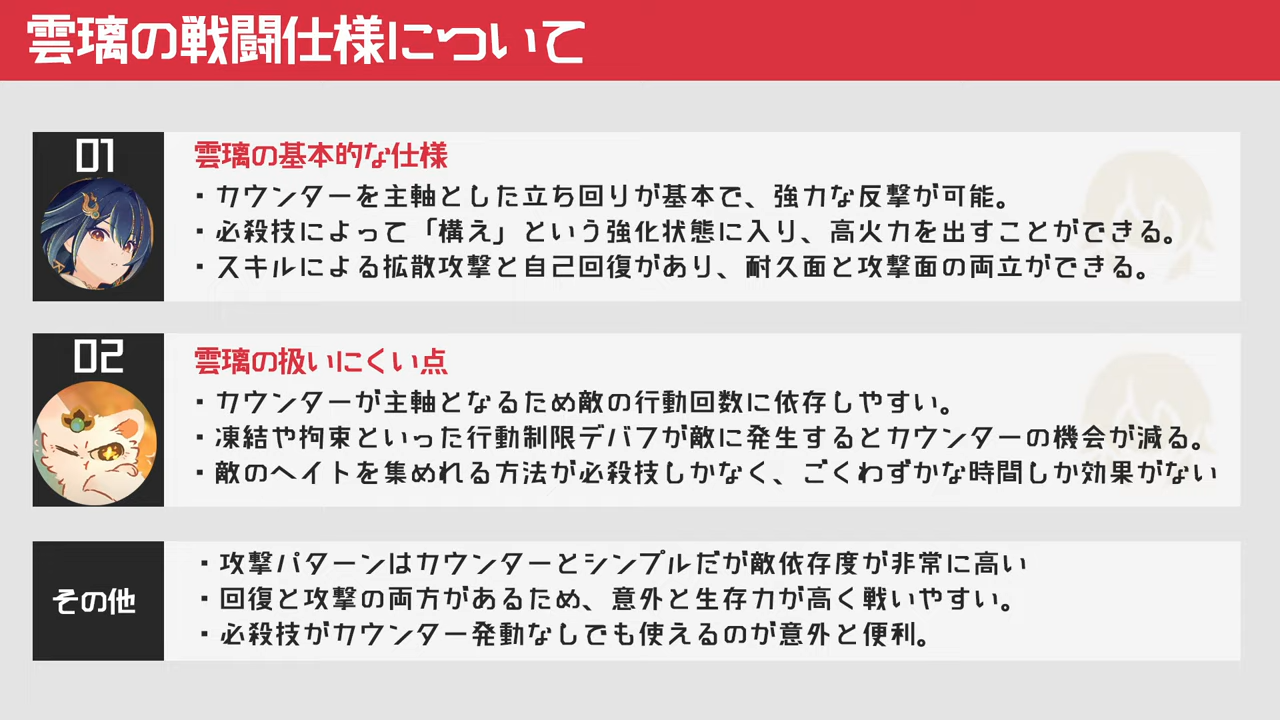 雲璃の戦闘仕様について
01
雲璃の基本的な仕様
・カウンターを主軸とした立ち回りが基本で、強力な反撃が可能。
・必殺技によって「構え」という強化状態に入り、高火力を出すことができる。
・スキルによる拡散攻撃と自己回復があり、耐久面と攻撃面の両立ができる。
02
雲璃の扱いにくい点
・カウンターが主軸となるため敵の行動回数に依存しやすい。
・凍結や拘束といった行動制限デバフが敵に発生するとカウンターの機会が減る。
・敵のヘイトを集めれる方法が必殺技しかなく、ごくわずかな時間しか効果がない
その他
・攻撃パターンはカウンターとシンプルだが敵依存度が非常に高い
・回復と攻撃の両方があるため、意外と生存力が高く戦いやすい。
・必殺技がカウンター発動なしでも使えるのが意外と便利。